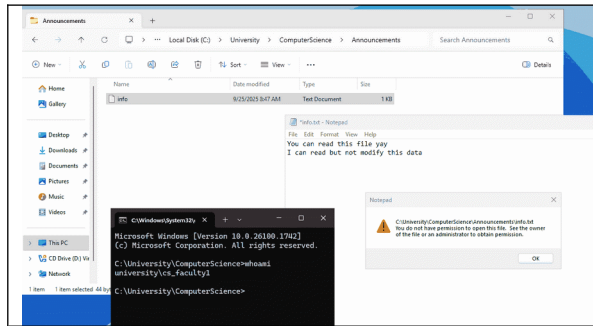 Announcements
Local Disk (C:) > University > ComputerScience > Announcements
Search Announcements
New
Sort
View
Details
Home
Gallery
Desktop
Downloads
Documents
Pictures
Music
Videos
This PC
CD Drive (D:) Vir
Network
Name Date modified Type Size
info 9/25/2025 8:47 AM Text Document 1 KB
1 item 1 item selected 44 byt
*info.txt - Notepad
File Edit Format View Help
You can read this file yay
I can read but not modify this data
Notepad
C:\University\ComputerScience\Announcements\info.txt
You do not have permission to open this file. See the owner
of the file or an administrator to obtain permission.
OK
C:\Windows\System32\
Microsoft Windows [Version 10.0.26100.1742]
(c) Microsoft Corporation. All rights reserved.
C:\University\ComputerScience>whoami
university\cs_faculty1
C:\University\ComputerScience>